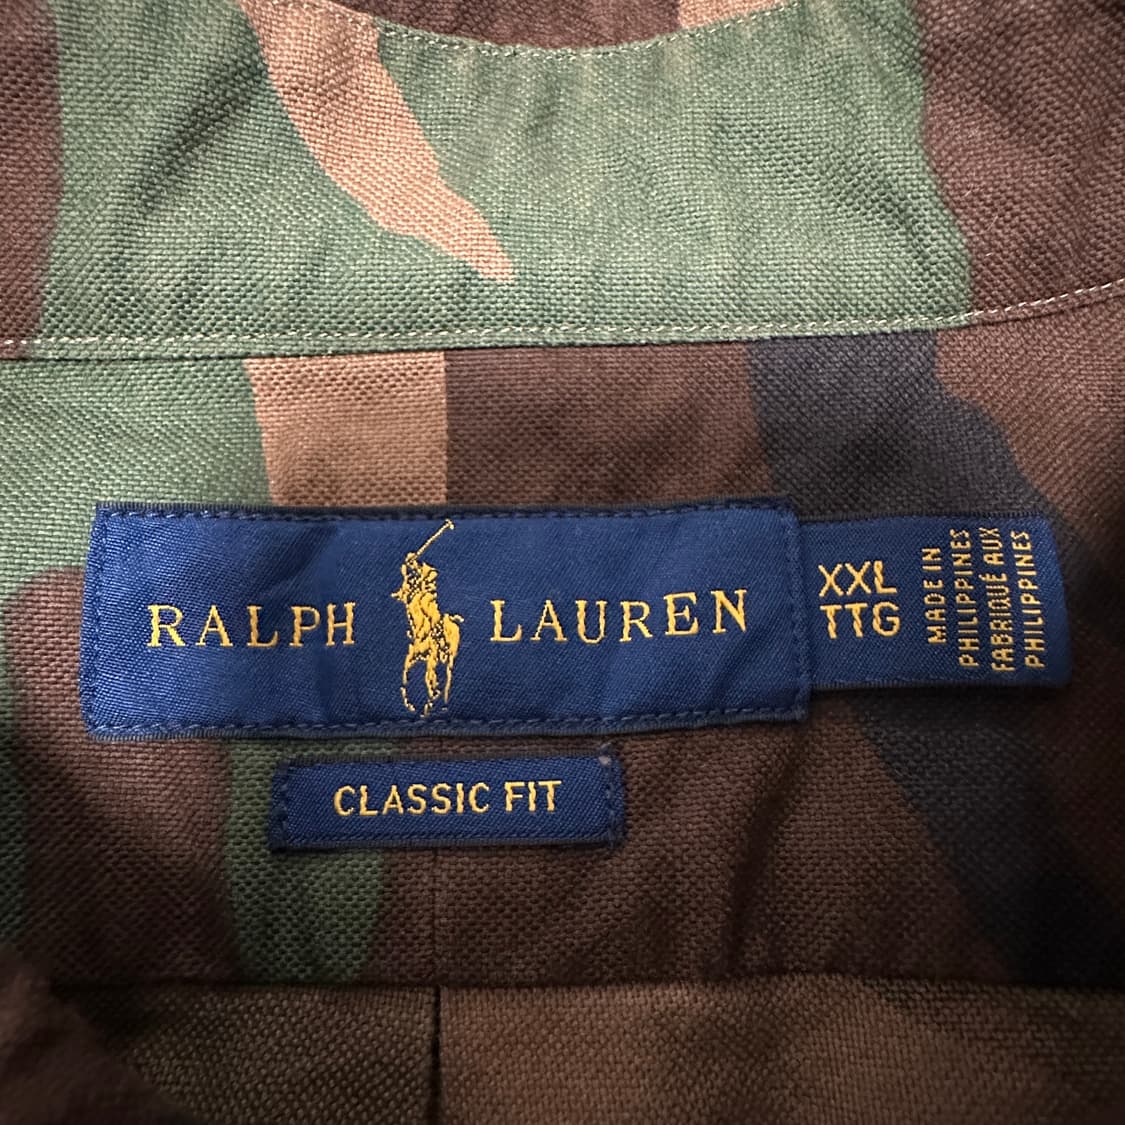 RALPH LAUREN
XXL
TTG
MADE IN
PHILIPPINES
FABRIQUÉ AUX
PHILIPPINES
CLASSIC FIT